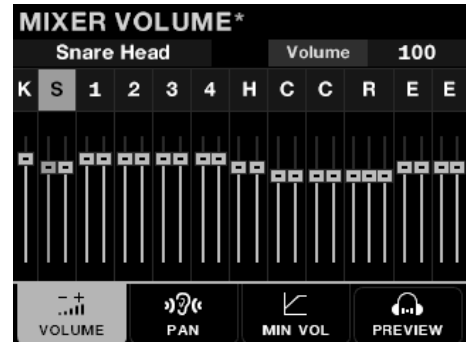 MIXER VOLUME*
Snare Head Volume 100
K S 1 2 3 4 H C C R E E
VOLUME PAN MIN VOL PREVIEW